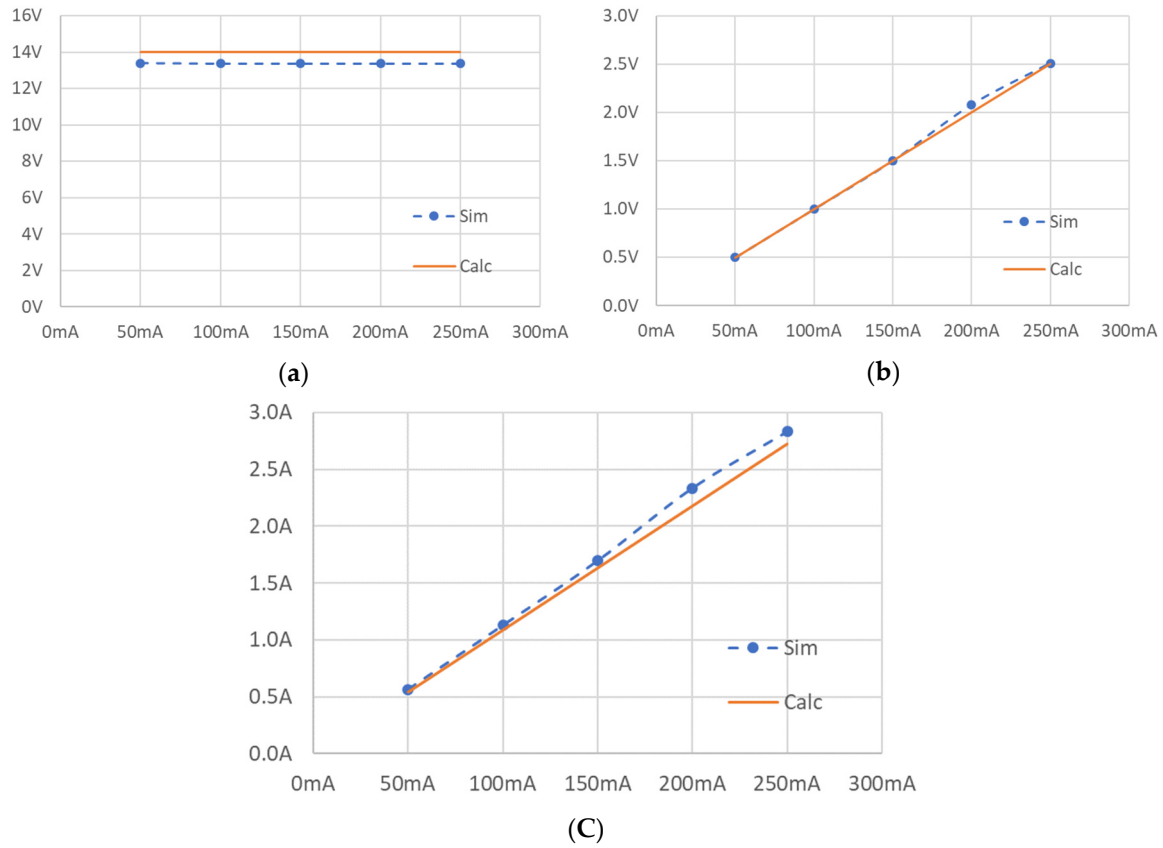 16V
14V
12V
10V
8V
6V
4V
2V
0V
0mA 50mA 100mA 150mA 200mA 250mA 300mA
Sim
Calc
(a)
3.0V
2.5V
2.0V
1.5V
1.0V
0.5V
0.0V
0mA 50mA 100mA 150mA 200mA 250mA 300mA
Sim
Calc
(b)
3.0A
2.5A
2.0A
1.5A
1.0A
0.5A
0.0A
0mA 50mA 100mA 150mA 200mA 250mA 300mA
Sim
Calc
(C)